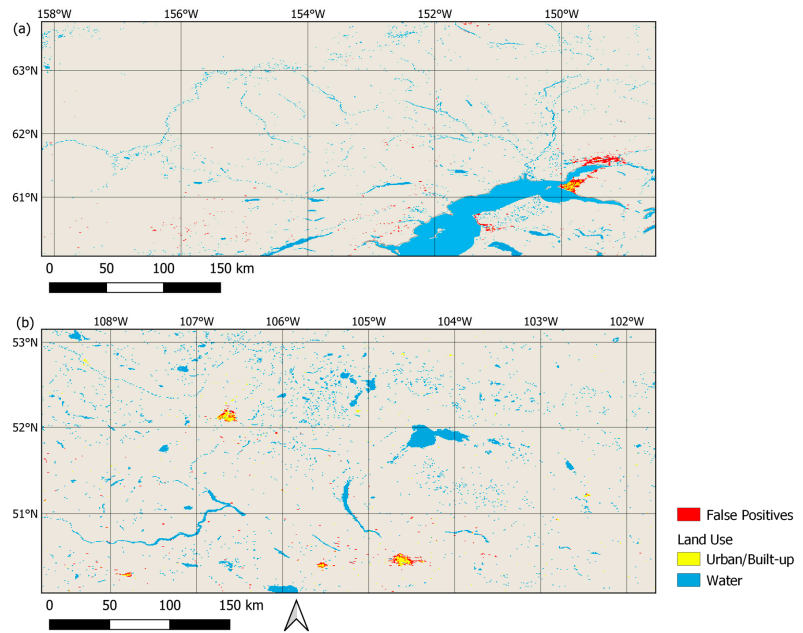 (a)
158°W 156°W 154°W 152°W 150°W
63°N
62°N
61°N
0 50 100 150 km
(b)
108°W 107°W 106°W 105°W 104°W 103°W 102°W
53°N
52°N
51°N
0 50 100 150 km
False Positives
Land Use
Urban/Built-up
Water